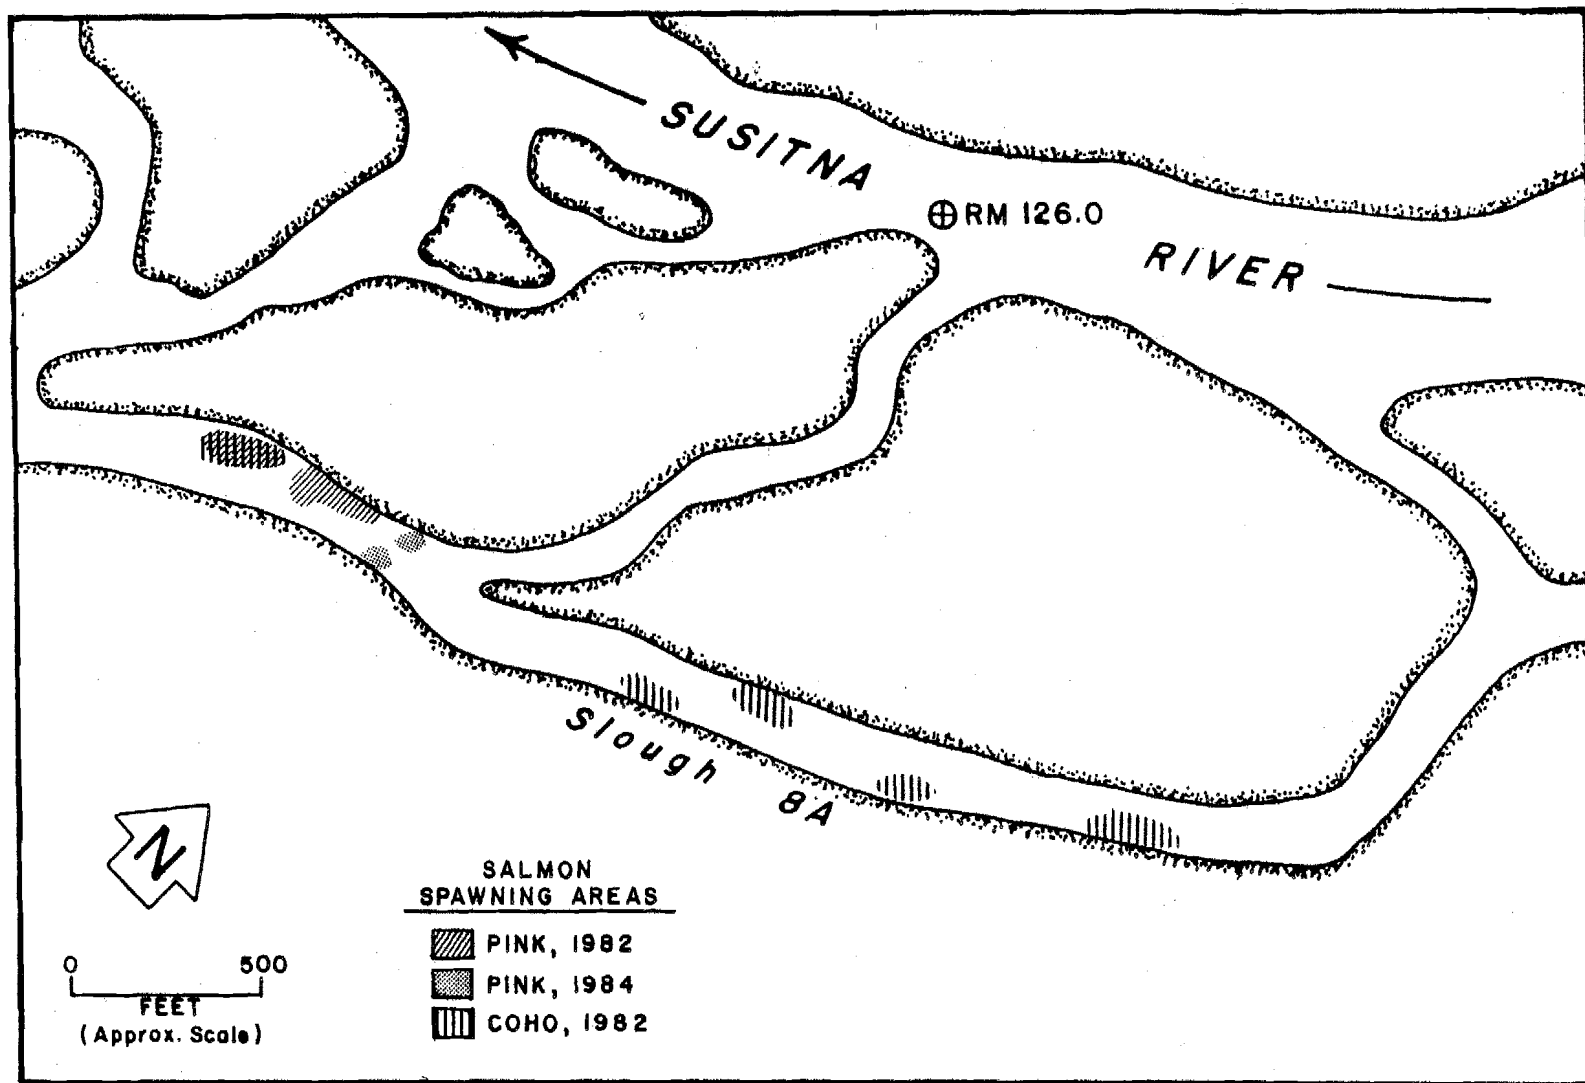 SUSITNA
RM 126.0
RIVER
Slough 8A
N
SALMON
SPAWNING AREAS
0 500
FEET
(Approx. Scale)
PINK, 1982
PINK, 1984
COHO, 1982